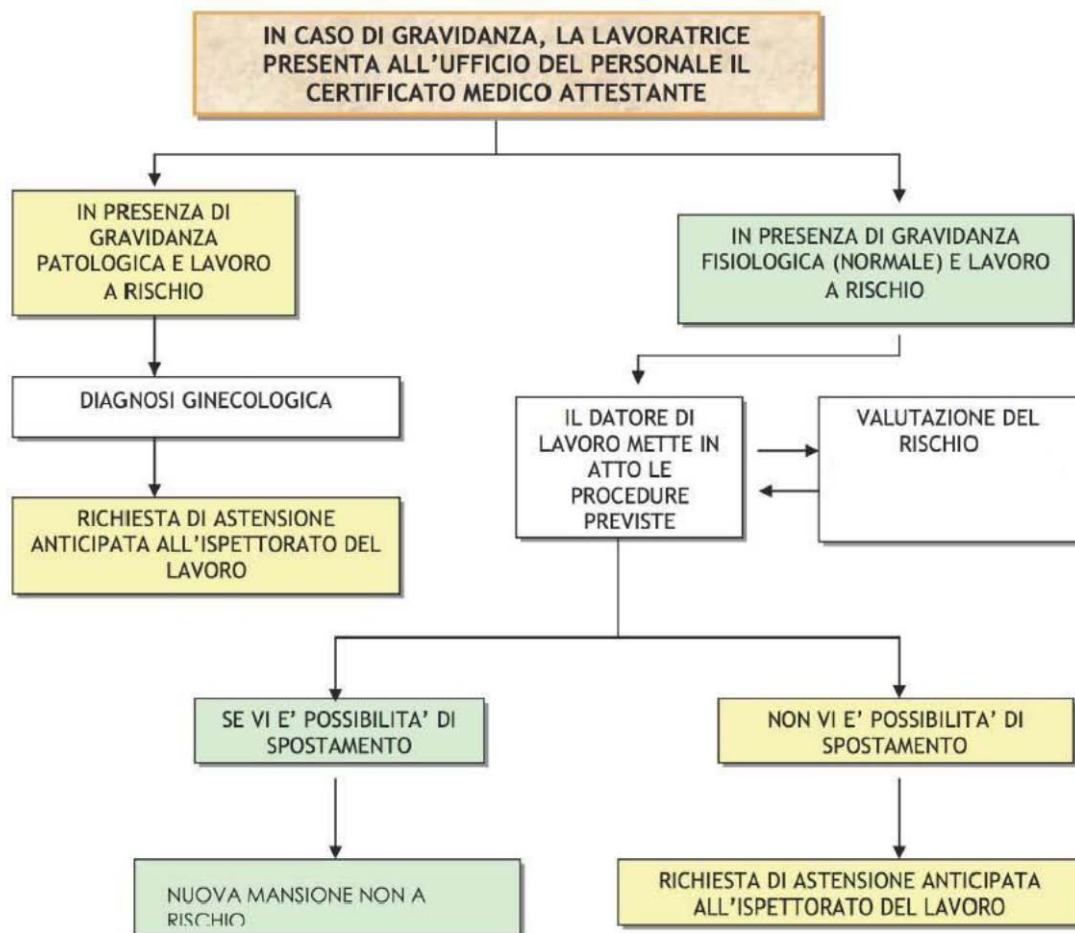 IN CASO DI GRAVIDANZA, LA LAVORATRICE
PRESENTA ALL'UFFICIO DEL PERSONALE IL
CERTIFICATO MEDICO ATTESTANTE
IN PRESENZA DI
GRAVIDANZA
PATOLOGICA E LAVORO
A RISCHIO
IN PRESENZA DI GRAVIDANZA
FISIOLOGICA (NORMALE) E LAVORO
A RISCHIO
DIAGNOSI GINECOLOGICA
IL DATORE DI
LAVORO METTE IN
ATTO LE
PROCEDURE
PREVISTE
VALUTAZIONE DEL
RISCHIO
RICHIESTA DI ASTENSIONE
ANTICIPATA ALL'ISPETTORATO DEL
LAVORO
SE VI E' POSSIBILITA' DI
SPOSTAMENTO
NON VI E' POSSIBILITA' DI
SPOSTAMENTO
NUOVA MANSIONE NON A
RISCHIO
RICHIESTA DI ASTENSIONE ANTICIPATA
ALL'ISPETTORATO DEL LAVORO